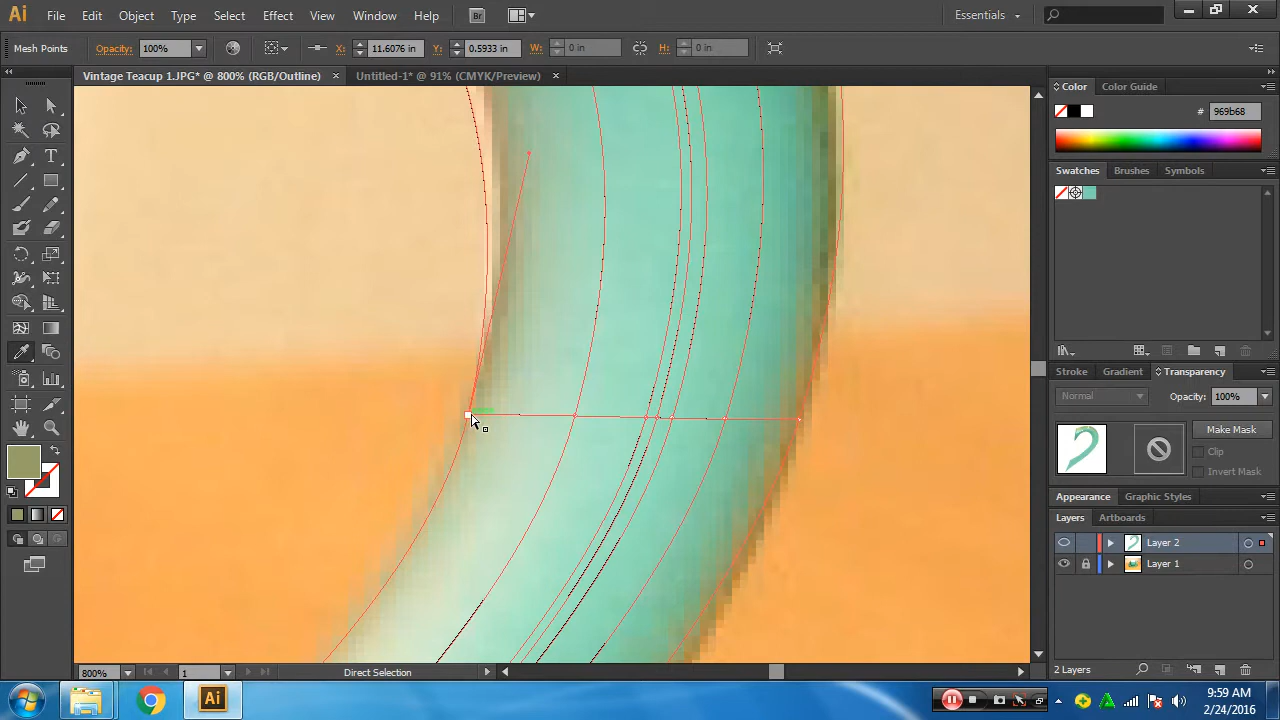 Ai File Edit Object Type Select Effect View Window Help Br Essentials
Mesh Points Opacity: 100% X: 11.6076 in Y: 0.5933 in W: 0 in H: 0 in
Vintage Teacup 1.JPG* @ 800% (RGB/Outline) × Untitled-1* @ 91% (CMYK/Preview) ×
Color Color Guide
# 969b68
Swatches Brushes Symbols
Stroke Gradient Transparency
Normal Opacity: 100%
Make Mask
Clip
Invert Mask
Appearance Graphic Styles
Layers Artboards
Layer 2
Layer 1
2 Layers
800% 1 Direct Selection
Ai
9:59 AM
2/24/2016